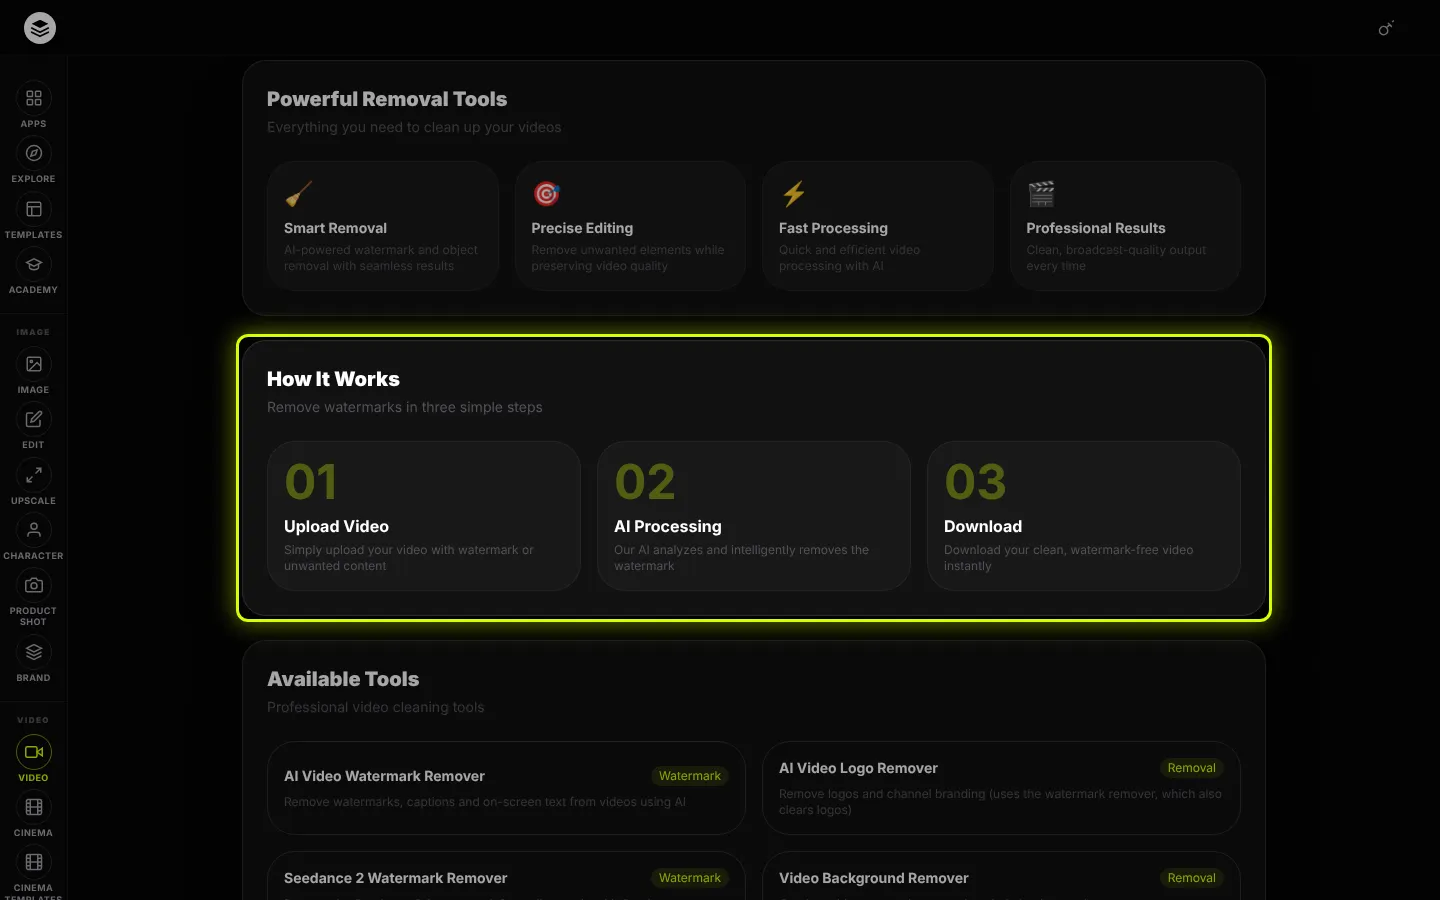 APPS
EXPLORE
TEMPLATES
ACADEMY
IMAGE
IMAGE
EDIT
UPSCALE
CHARACTER
PRODUCT
SHOT
BRAND
VIDEO
VIDEO
CINEMA
CINEMA
TEMPLATES
Powerful Removal Tools
Everything you need to clean up your videos
Smart Removal
AI-powered watermark and object
removal with seamless results
Precise Editing
Remove unwanted elements while
preserving video quality
Fast Processing
Quick and efficient video
processing with AI
Professional Results
Clean, broadcast-quality output
every time
How It Works
Remove watermarks in three simple steps
01
Upload Video
Simply upload your video with watermark or
unwanted content
02
AI Processing
Our AI analyzes and intelligently removes the
watermark
03
Download
Download your clean, watermark-free video
instantly
Available Tools
Professional video cleaning tools
AI Video Watermark Remover
Watermark
Remove watermarks, captions and on-screen text from videos using AI
AI Video Logo Remover
Removal
Remove logos and channel branding (uses the watermark remover, which also
clears logos)
Seedance 2 Watermark Remover
Watermark
Video Background Remover
Removal